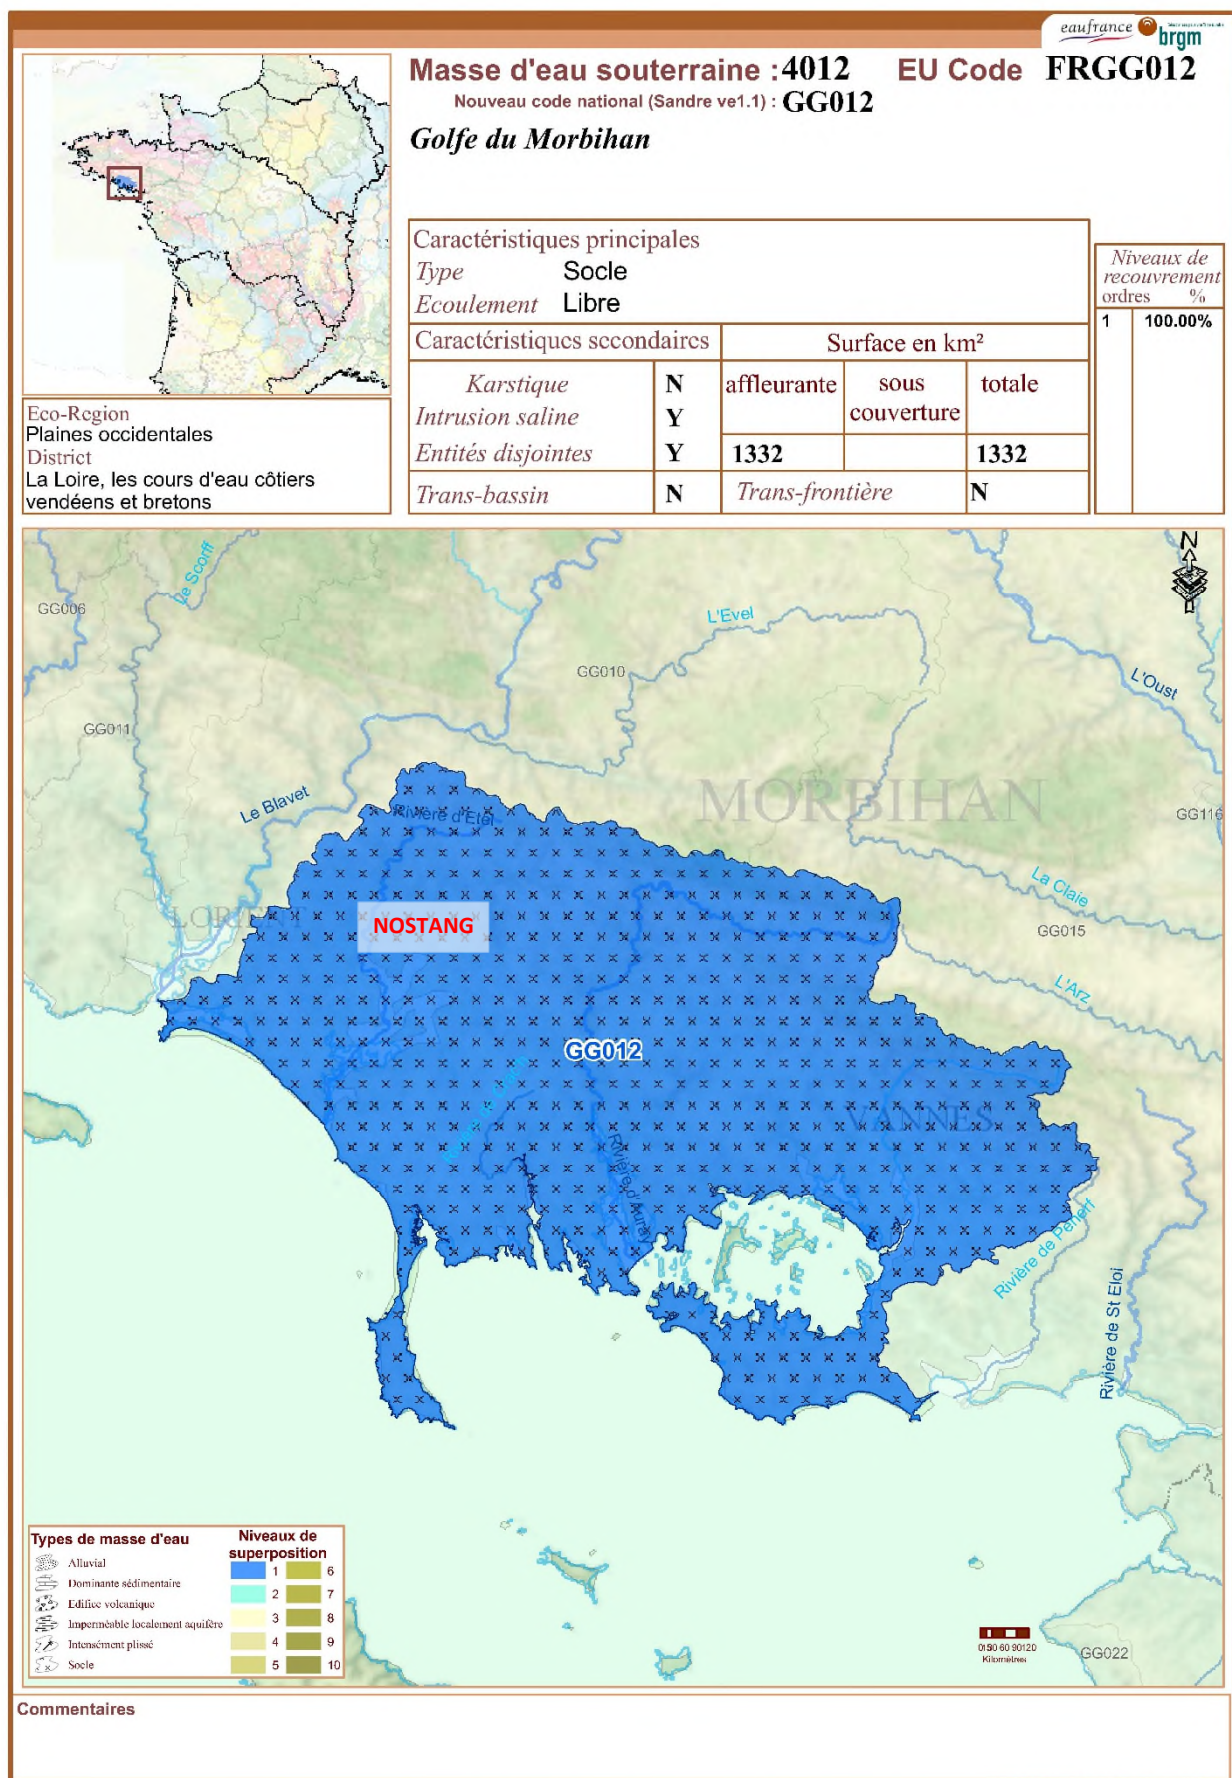 eaufrance brgm
Masse d'eau souterraine : 4012 EU Code FRGG012
Nouveau code national (Sandre ve1.1) : GG012
Golfe du Morbihan
Eco-Region
Plaines occidentales
District
La Loire, les cours d'eau côtiers
vendéens et bretons
Caractéristiques principales
Type Socle
Ecoulement Libre
Caractéristiques secondaires Surface en km²
Karstique N affleurante sous totale
Intrusion saline Y couverture
Entités disjointes Y 1332 1332
Trans-bassin N Trans-frontière N
Niveaux de
recouvrement
ordres %
1 100.00%
N
Le Scorff
GG006
L'Evel
GG010
L'Oust
GG011
MORBIHAN
Le Blavet
Rivière d'Etel
GG116
La Claie
LORIENT
NOSTANG
GG015
L'Arz
GG012
VANNES
Rivière d'Auray
Rivière de Penerf
Rivière de St Eloi
GG022
Types de masse d'eau
Alluvial
Dominante sédimentaire
Edifice volcanique
Imperméable localement aquifère
Intensément plissé
Socle
Niveaux de
superposition
1 6
2 7
3 8
4 9
5 10
Kilomètres
Commentaires